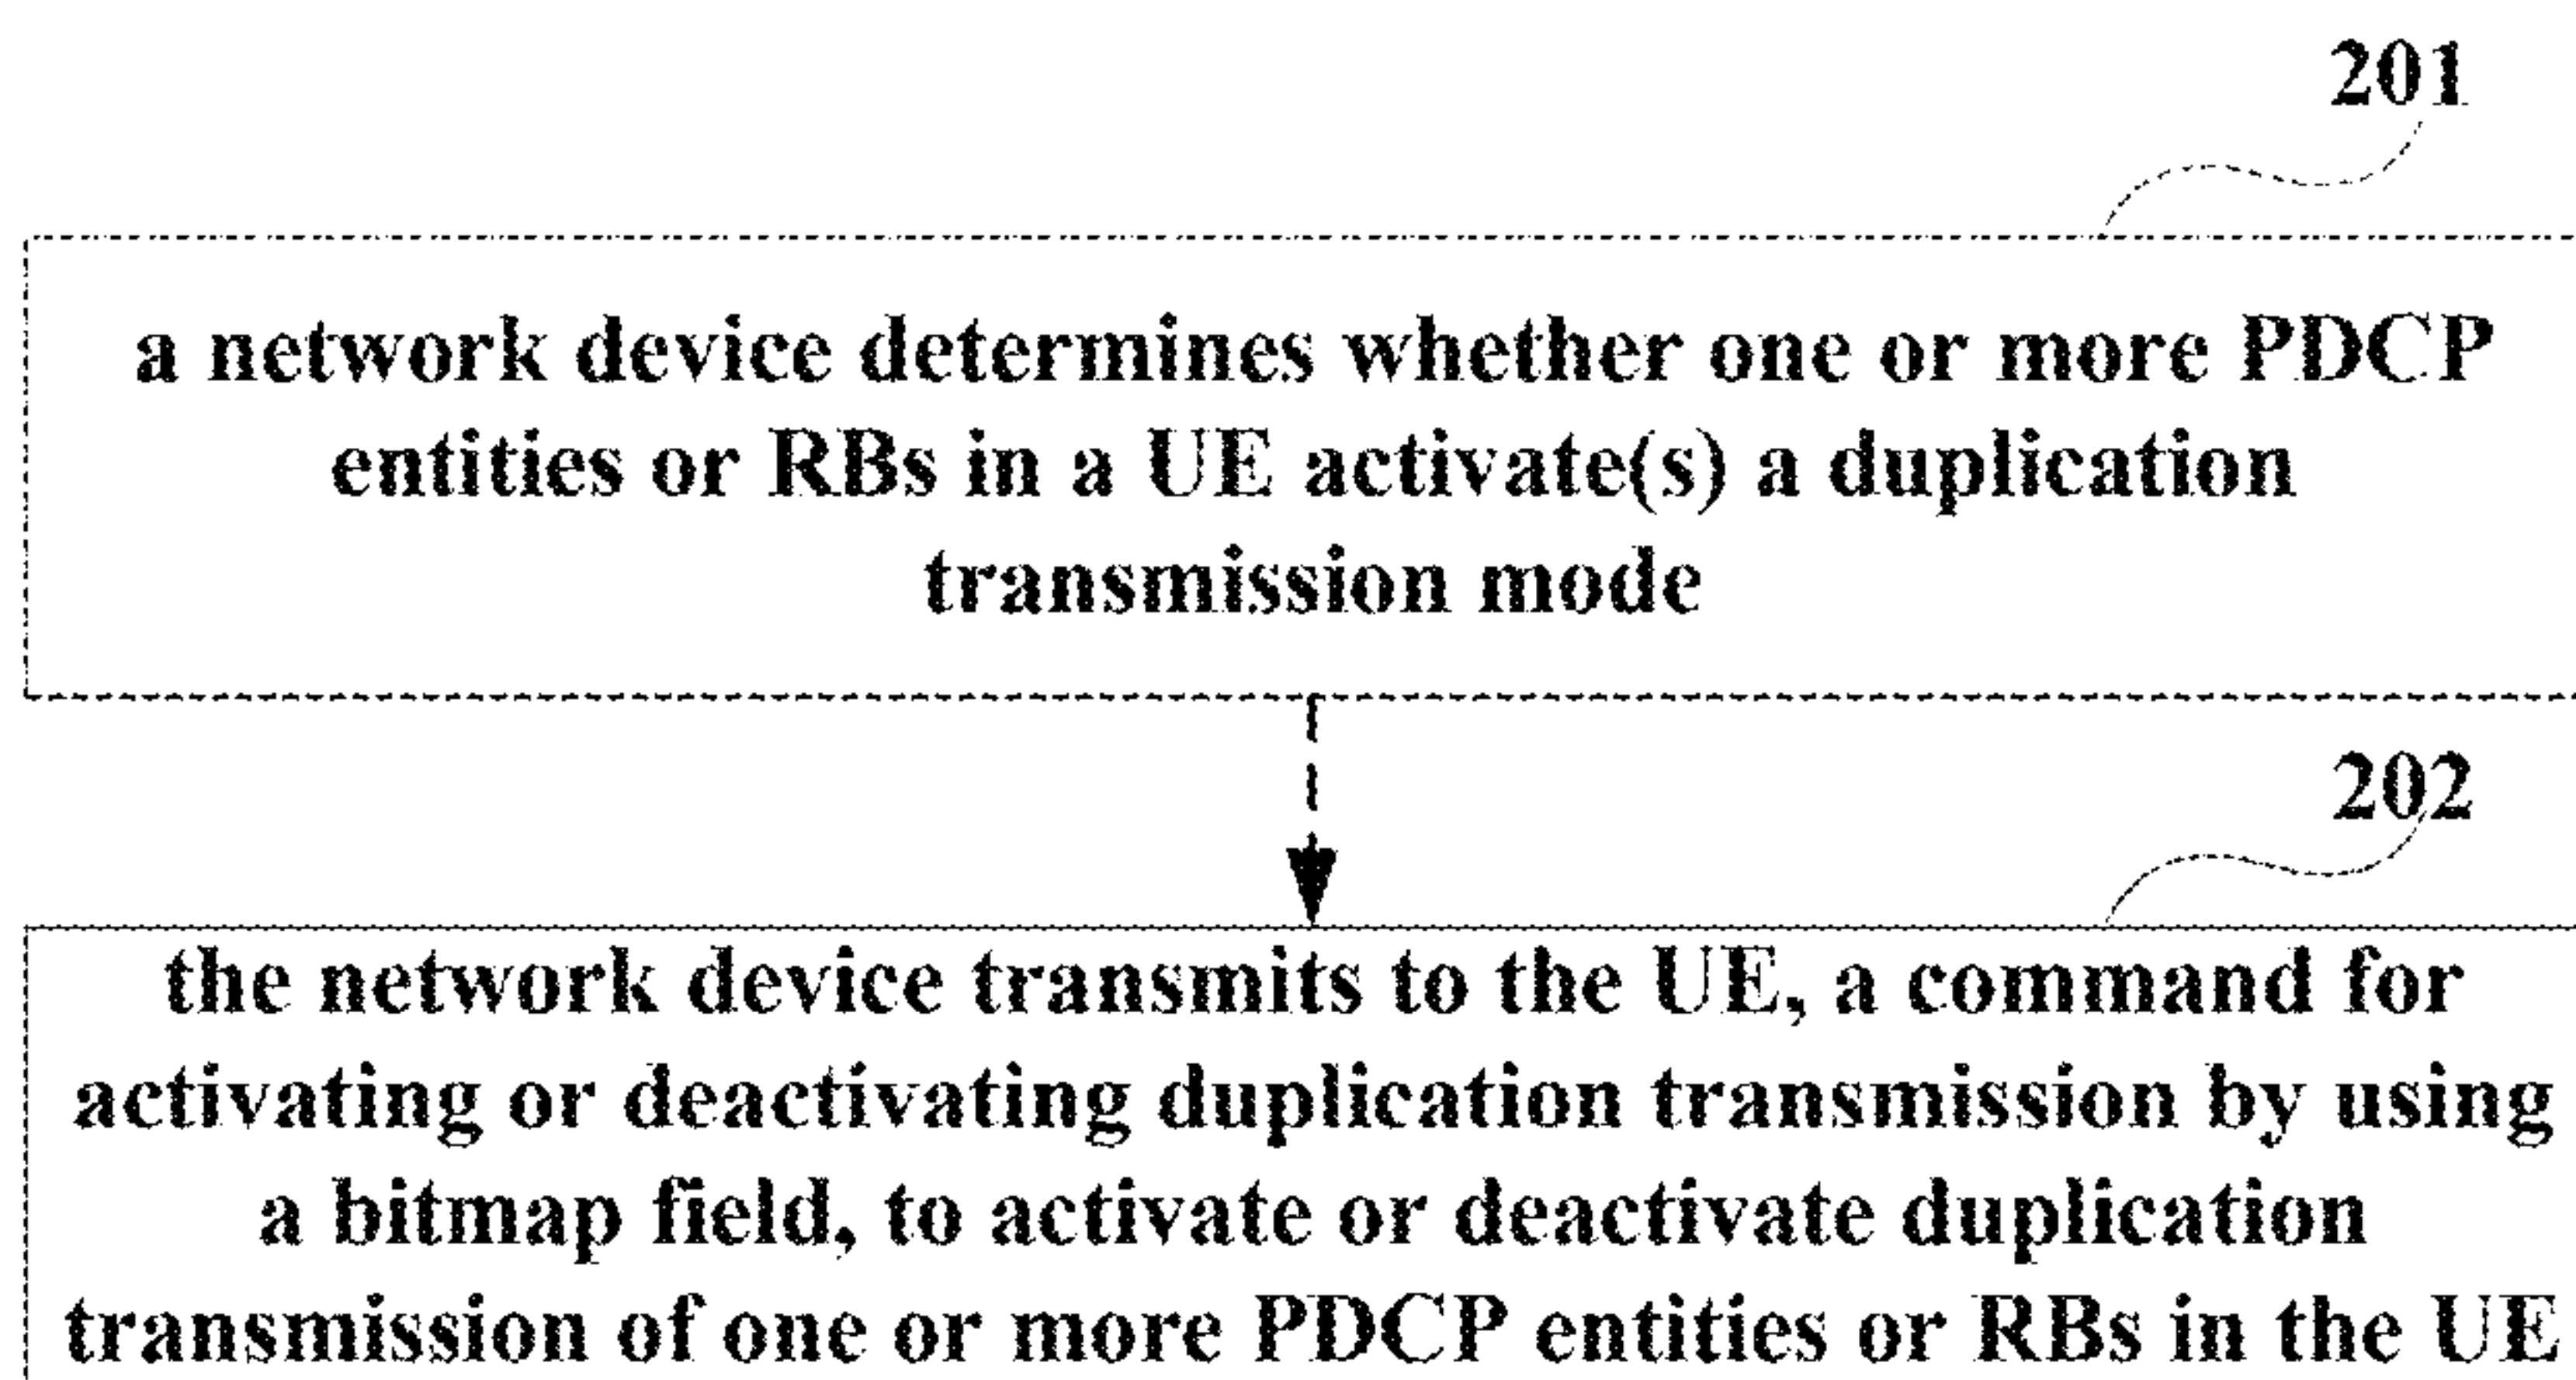 201
a network device determines whether one or more PDCP
entities or RBs in a UE activate(s) a duplication
transmission mode
202
the network device transmits to the UE, a command for
activating or deactivating duplication transmission by using
a bitmap field, to activate or deactivate duplication
transmission of one or more PDCP entities or RBs in the UE